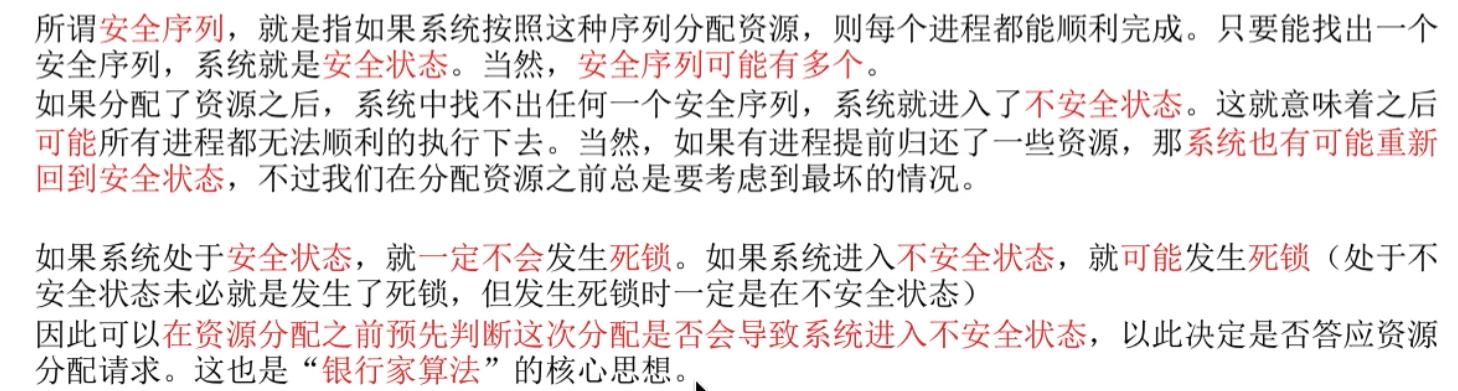 所谓安全序列，就是指如果系统按照这种序列分配资源，则每个进程都能顺利完成。只要能找出一个
安全序列，系统就是安全状态。当然，安全序列可能有多个。
如果分配了资源之后，系统中找不出任何一个安全序列，系统就进入了不安全状态。这就意味着之后
可能所有进程都无法顺利的执行下去。当然，如果有进程提前归还了一些资源，那系统也有可能重新
回到安全状态，不过我们在分配资源之前总是要考虑到最坏的情况。
如果系统处于安全状态，就一定不会发生死锁。如果系统进入不安全状态，就可能发生死锁（处于不
安全状态未必就是发生了死锁，但发生死锁时一定是在不安全状态）
因此可以在资源分配之前预先判断这次分配是否会导致系统进入不安全状态，以此决定是否答应资源
分配请求。这也是“银行家算法”的核心思想。